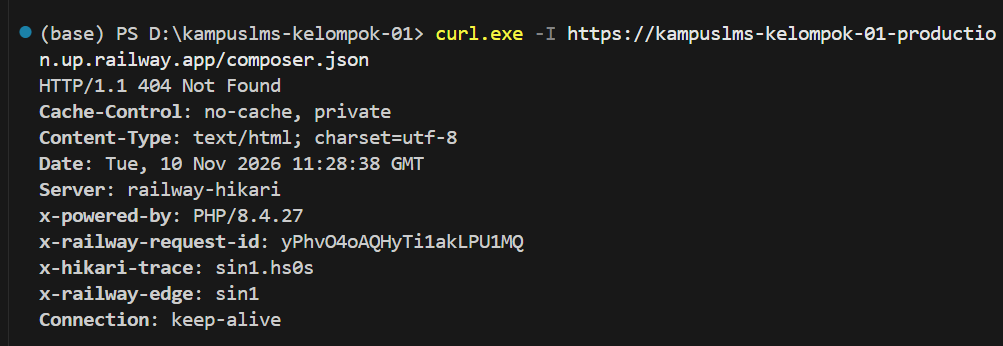 (base) PS D:\kampuslms-kelompok-01> curl.exe -I https://kampuslms-kelompok-01-productio
n.up.railway.app/composer.json
HTTP/1.1 404 Not Found
Cache-Control: no-cache, private
Content-Type: text/html; charset=utf-8
Date: Tue, 10 Nov 2026 11:28:38 GMT
Server: railway-hikari
x-powered-by: PHP/8.4.27
x-railway-request-id: yPhvO4oAQHyTi1akLPU1MQ
x-hikari-trace: sin1.hs0s
x-railway-edge: sin1
Connection: keep-alive